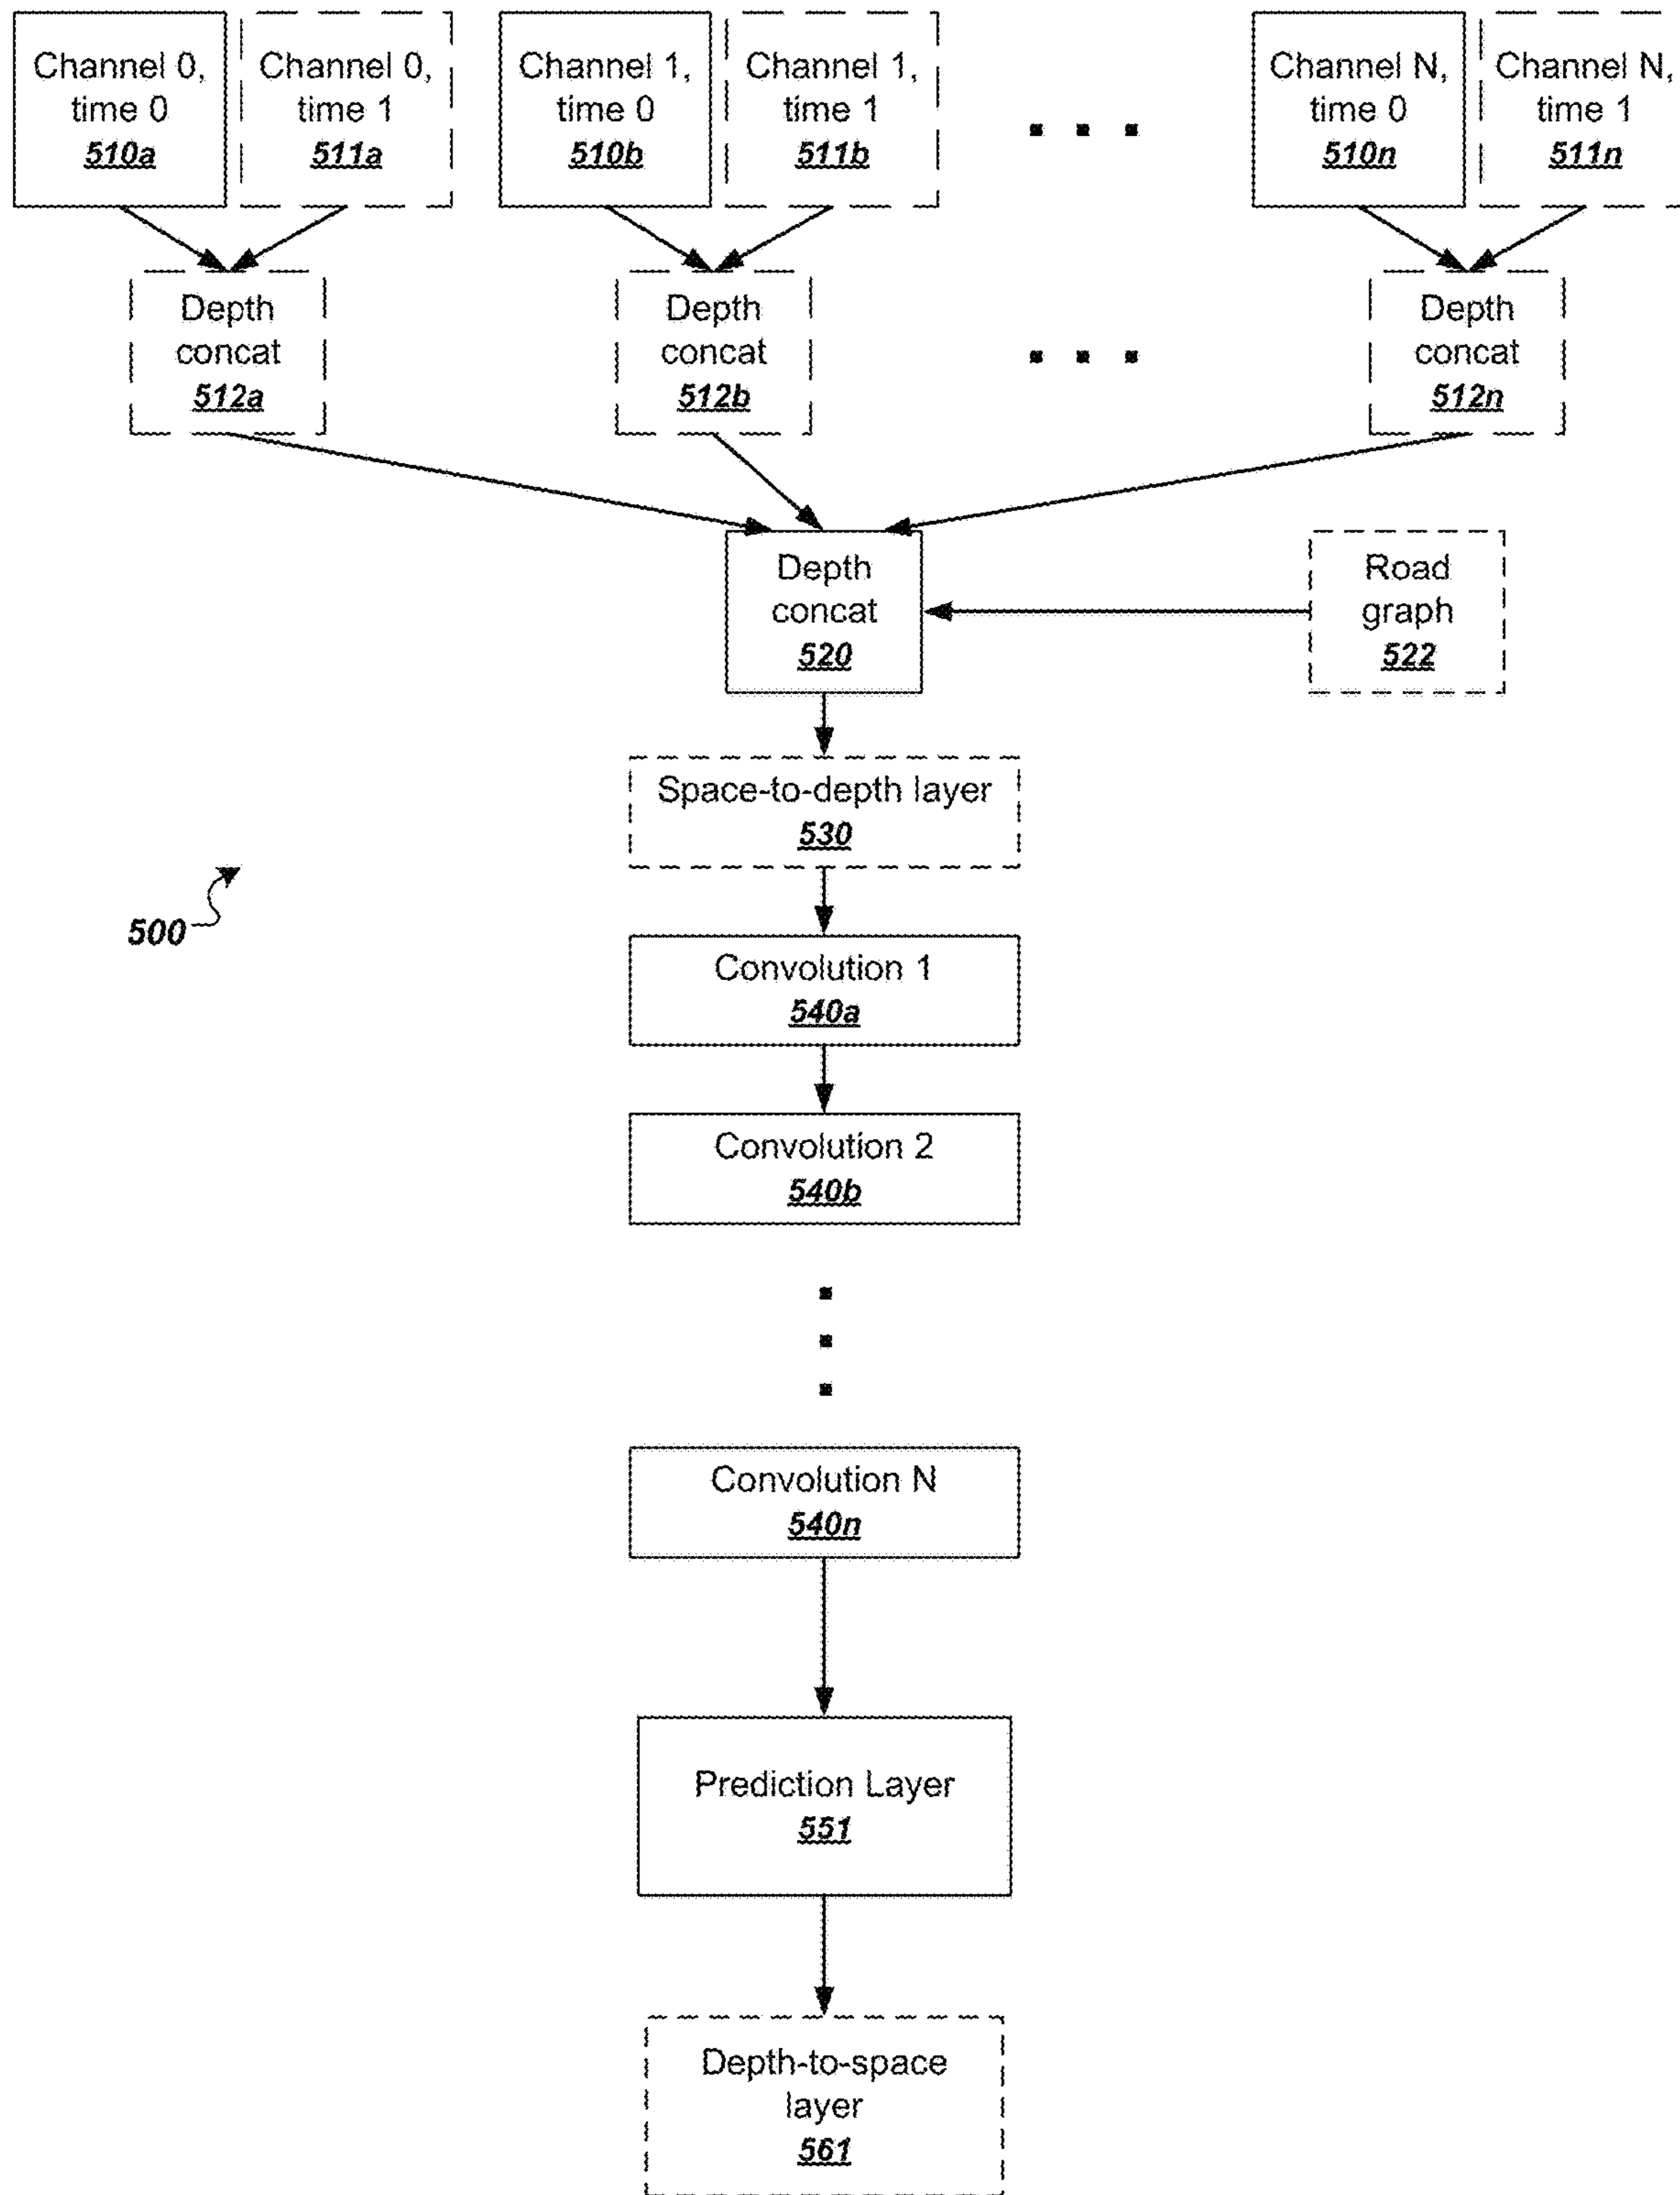 Channel 0,
time 0
510a
Channel 0,
time 1
511a
Channel 1,
time 0
510b
Channel 1,
time 1
511b
Channel N,
time 0
510n
Channel N,
time 1
511n
Depth
concat
512a
Depth
concat
512b
Depth
concat
512n
Depth
concat
520
Road
graph
522
Space-to-depth layer
530
500
Convolution 1
540a
Convolution 2
540b
Convolution N
540n
Prediction Layer
551
Depth-to-space
layer
561